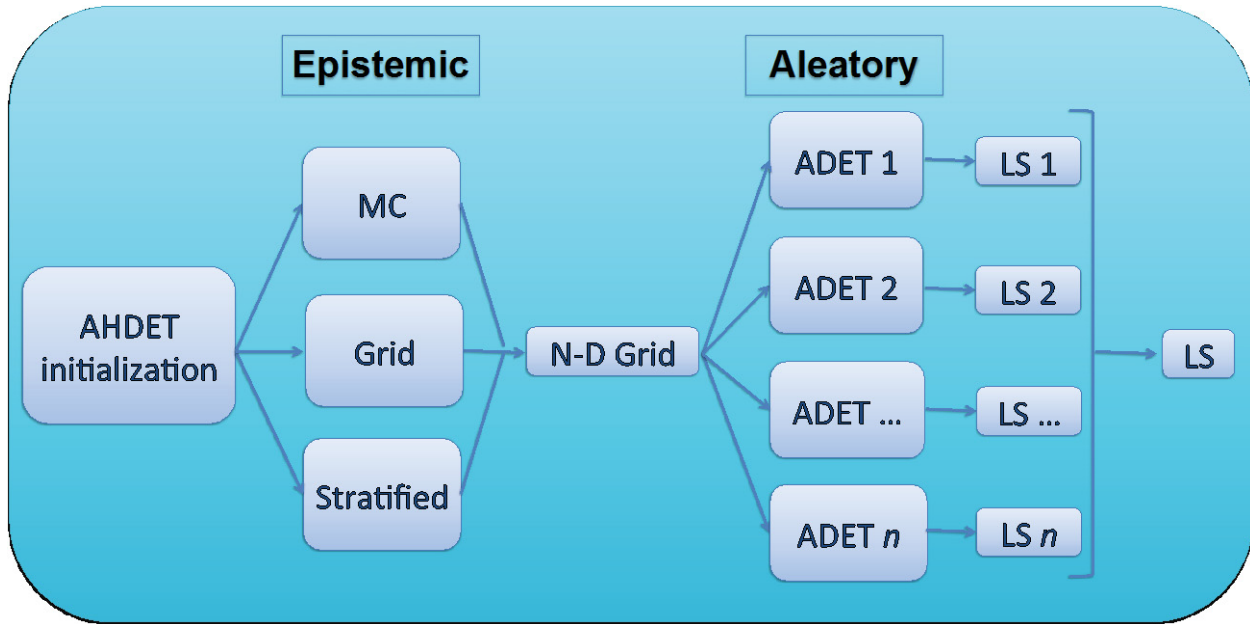 Epistemic
Aleatory
AHDET
initialization
MC
Grid
Stratified
N-D Grid
ADET 1
LS 1
ADET 2
LS 2
ADET ...
LS ...
ADET n
LS n
LS